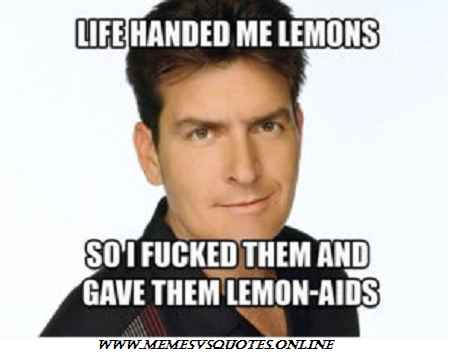 LIFE HANDED ME LEMONS
SO I FUCKED THEM AND
GAVE THEM LEMON-AIDS
WWW.MEMESVSQUOTES.ONLINE